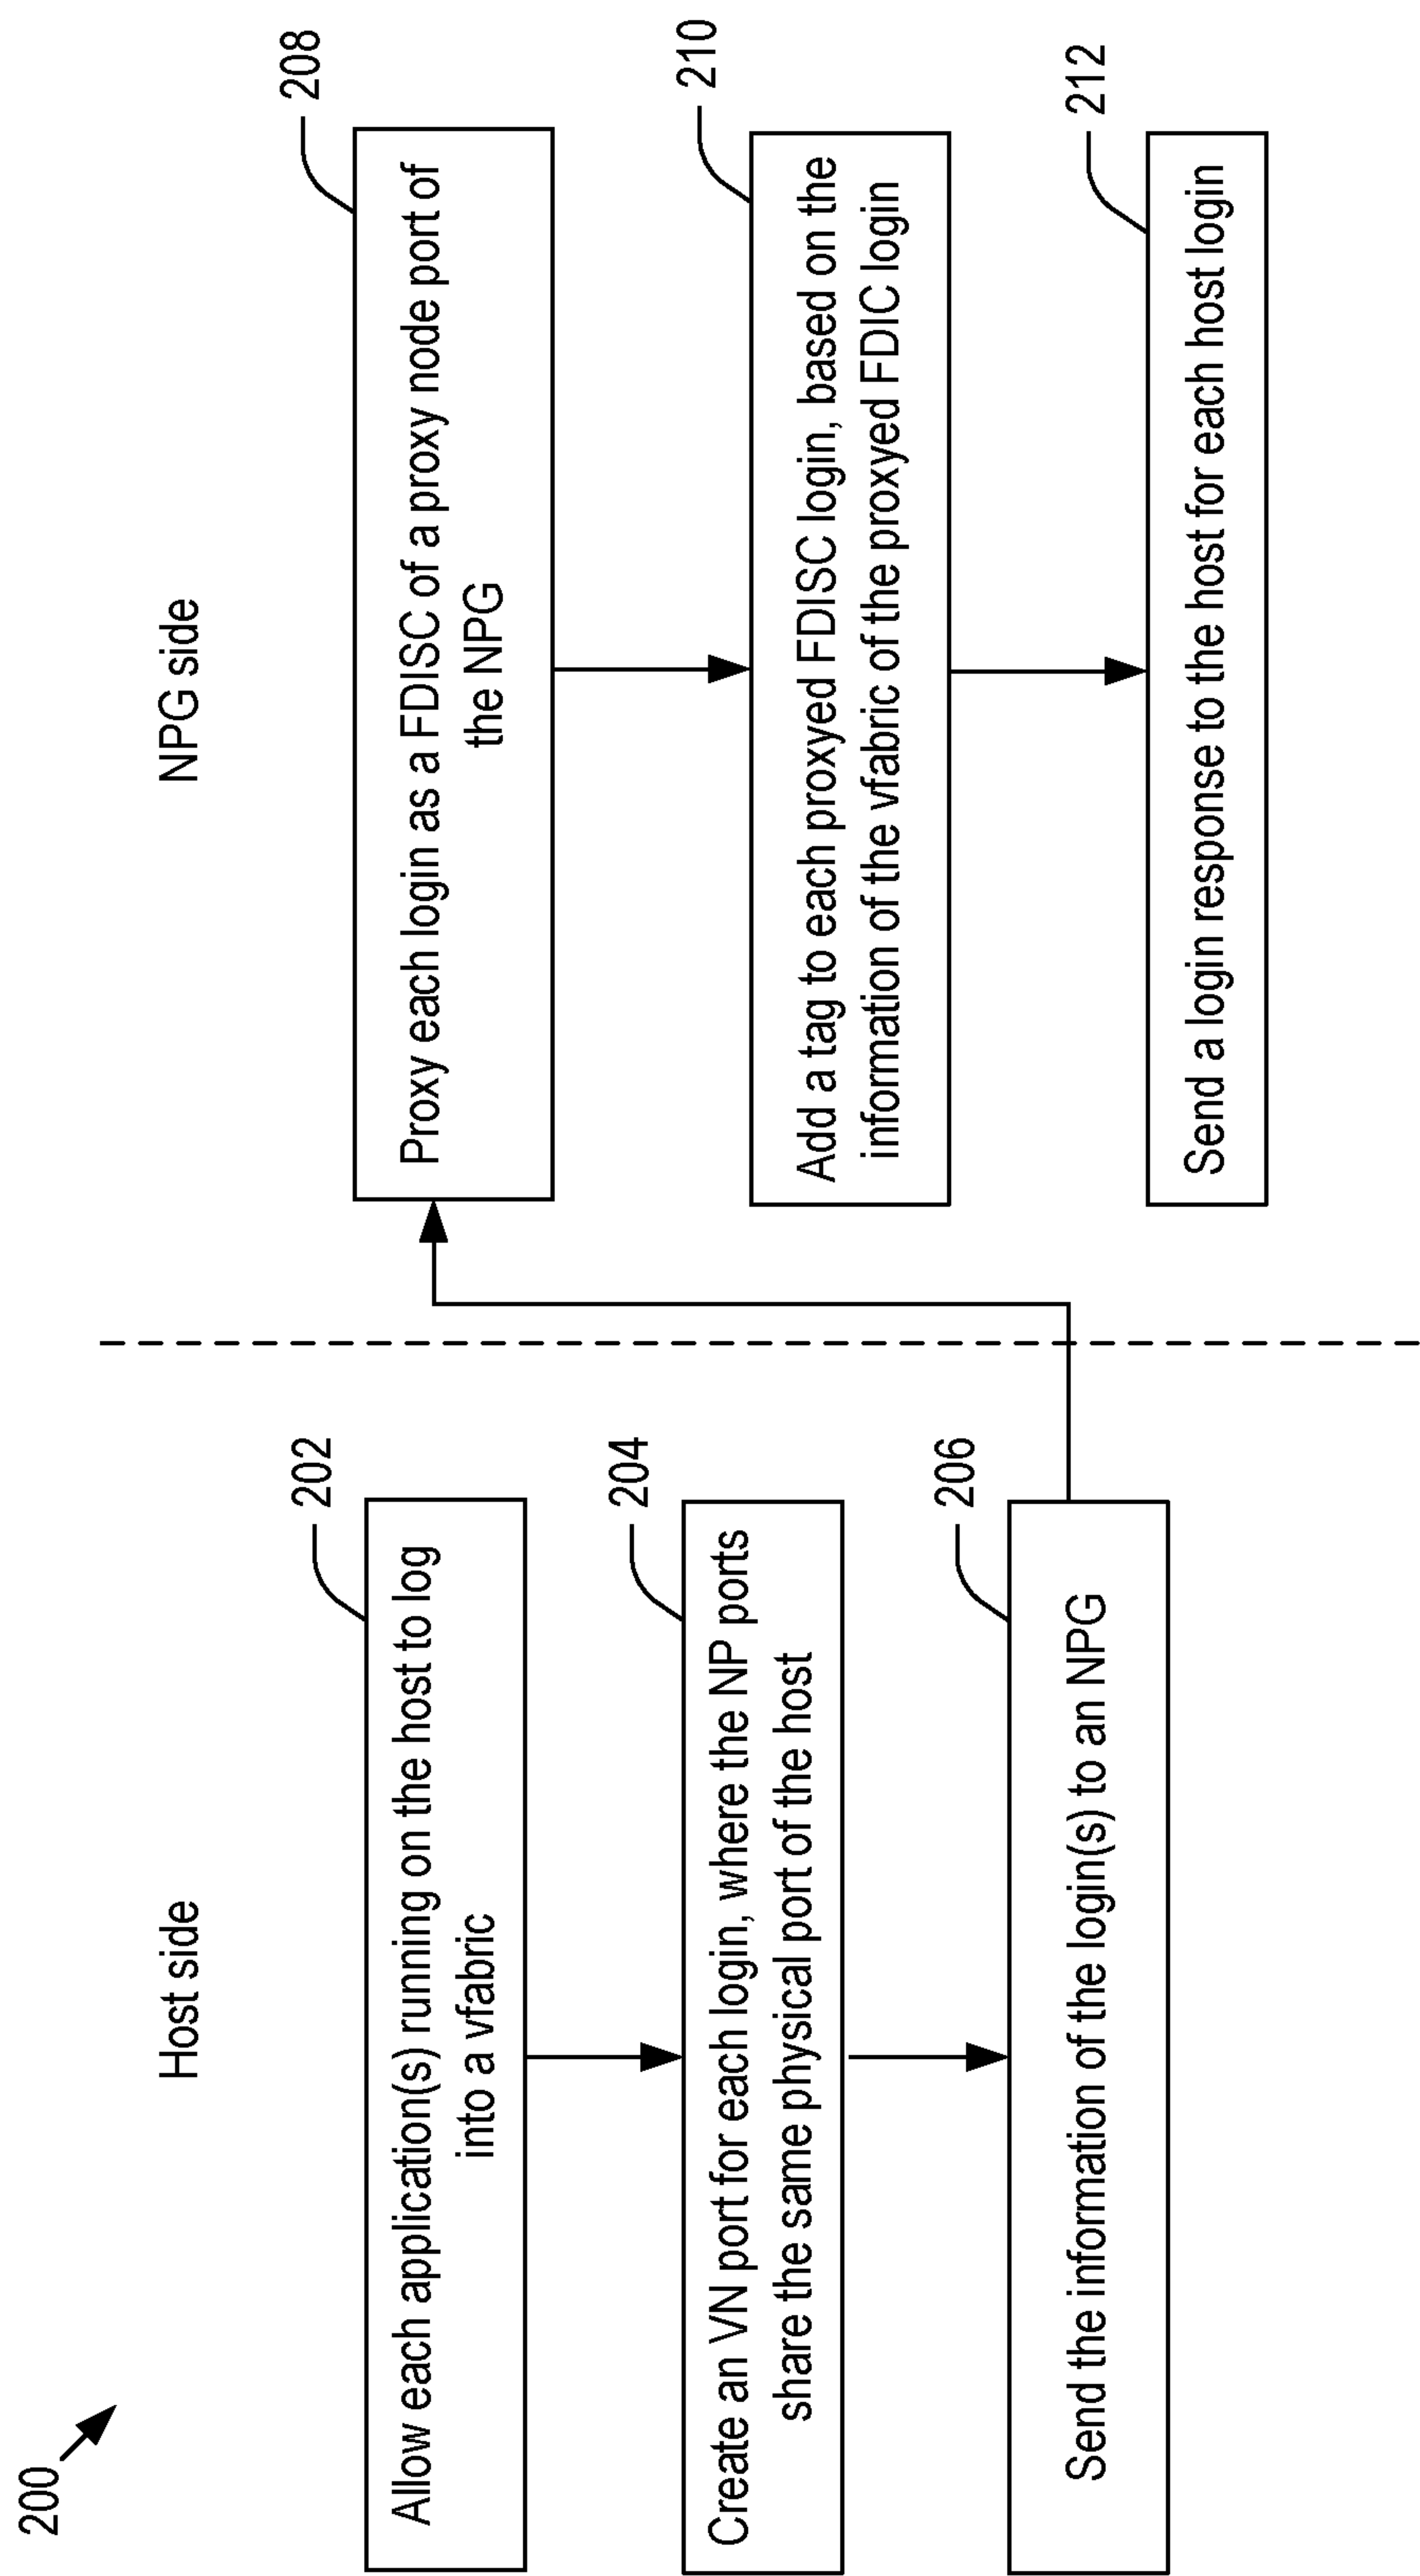 200
Host side
202
Allow each application(s) running on the host to log
into a vfabric
204
Create an VN port for each login, where the NP ports
share the same physical port of the host
206
Send the information of the login(s) to an NPG
NPG side
208
Proxy each login as a FDISC of a proxy node port of
the NPG
210
Add a tag to each proxyed FDISC login, based on the
information of the vfabric of the proxyed FDIC login
212
Send a login response to the host for each host login